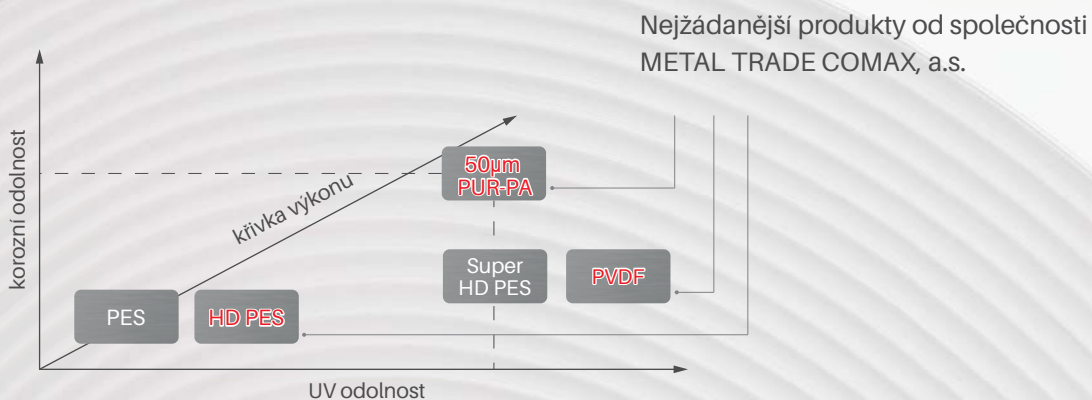 Nejžádanější produkty od společnosti
METAL TRADE COMAX, a.s.
korozní odolnost
křivka výkonu
50µm
PUR-PA
Super
HD PES
PVDF
PES
HD PES
UV odolnost